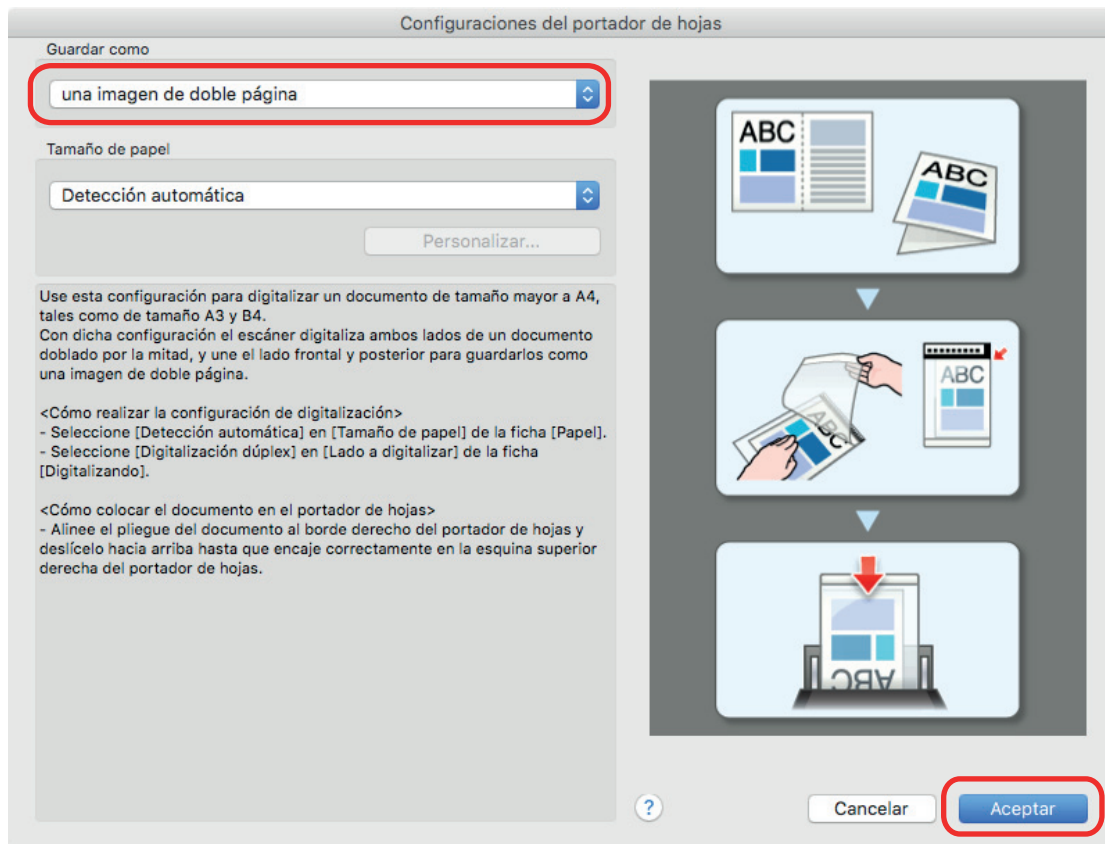 Configuraciones del portador de hojas
Guardar como
una imagen de doble página
Tamaño de papel
Detección automática
Personalizar...
Use esta configuración para digitalizar un documento de tamaño mayor a A4,
tales como de tamaño A3 y B4.
Con dicha configuración el escáner digitaliza ambos lados de un documento
doblado por la mitad, y une el lado frontal y posterior para guardarlos como
una imagen de doble página.
<Cómo realizar la configuración de digitalización>
- Seleccione [Detección automática] en [Tamaño de papel] de la ficha [Papel].
- Seleccione [Digitalización dúplex] en [Lado a digitalizar] de la ficha
[Digitalizando].
<Cómo colocar el documento en el portador de hojas>
- Alinee el pliegue del documento al borde derecho del portador de hojas y
deslícelo hacia arriba hasta que encaje correctamente en la esquina superior
derecha del portador de hojas.
ABC
ABC
ABC
ABC
ABC
?
Cancelar
Aceptar